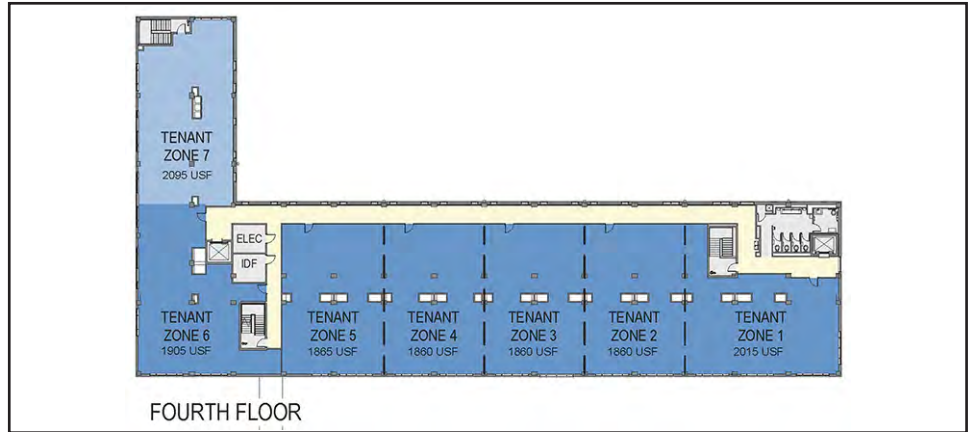 TENANT
ZONE 7
2095 USF
ELEC
IDF
TENANT
ZONE 6
1905 USF
TENANT
ZONE 5
1865 USF
TENANT
ZONE 4
1860 USF
TENANT
ZONE 3
1860 USF
TENANT
ZONE 2
1860 USF
TENANT
ZONE 1
2015 USF
FOURTH FLOOR